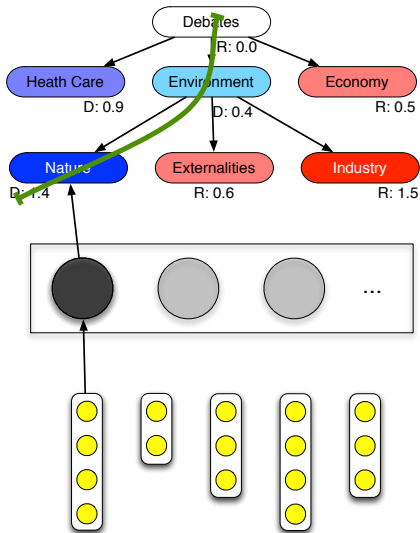 Debates
R: 0.0
Heath Care
Environment
Economy
D: 0.9
D: 0.4
R: 0.5
Nature
Externalities
Industry
D: 1.4
R: 0.6
R: 1.5
...